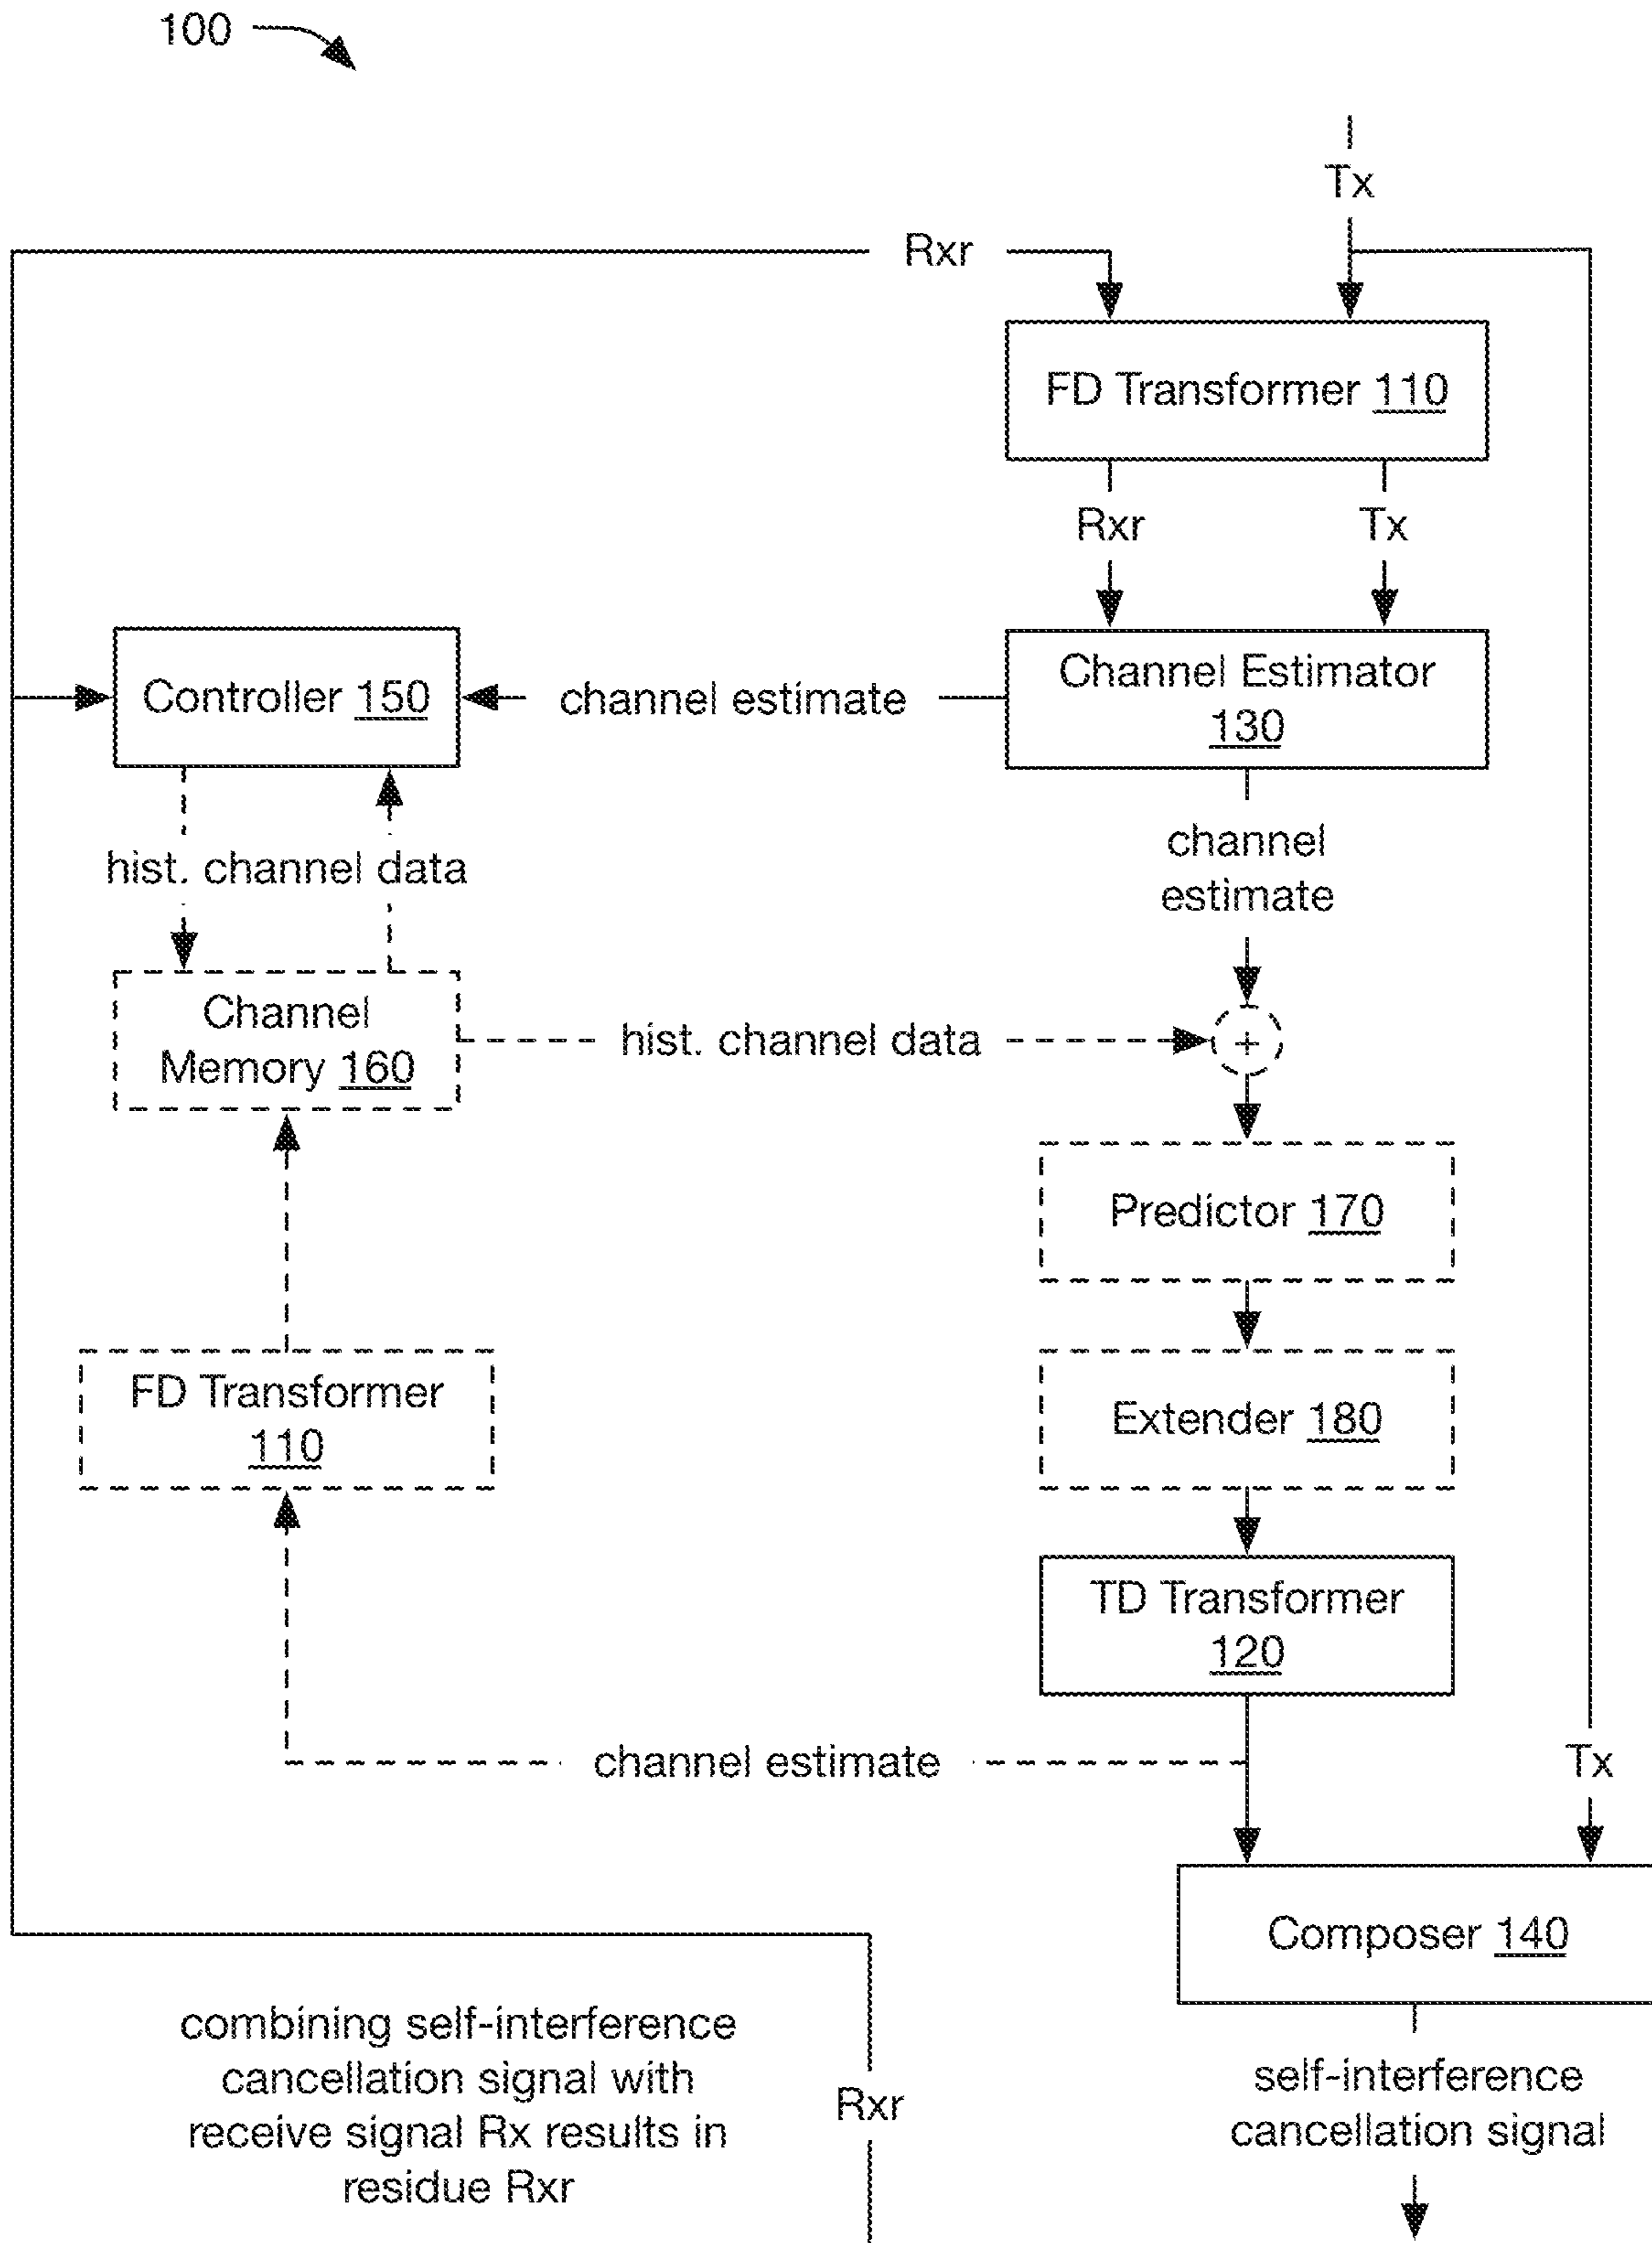 100
Tx
Rxr
FD Transformer 110
Rxr
Tx
Controller 150
channel estimate
Channel Estimator
130
hist. channel data
channel
estimate
Channel
Memory 160
hist. channel data
+
Predictor 170
FD Transformer
110
Extender 180
TD Transformer
120
channel estimate
Tx
Composer 140
combining self-interference
cancellation signal with
receive signal Rx results in
residue Rxr
Rxr
self-interference
cancellation signal